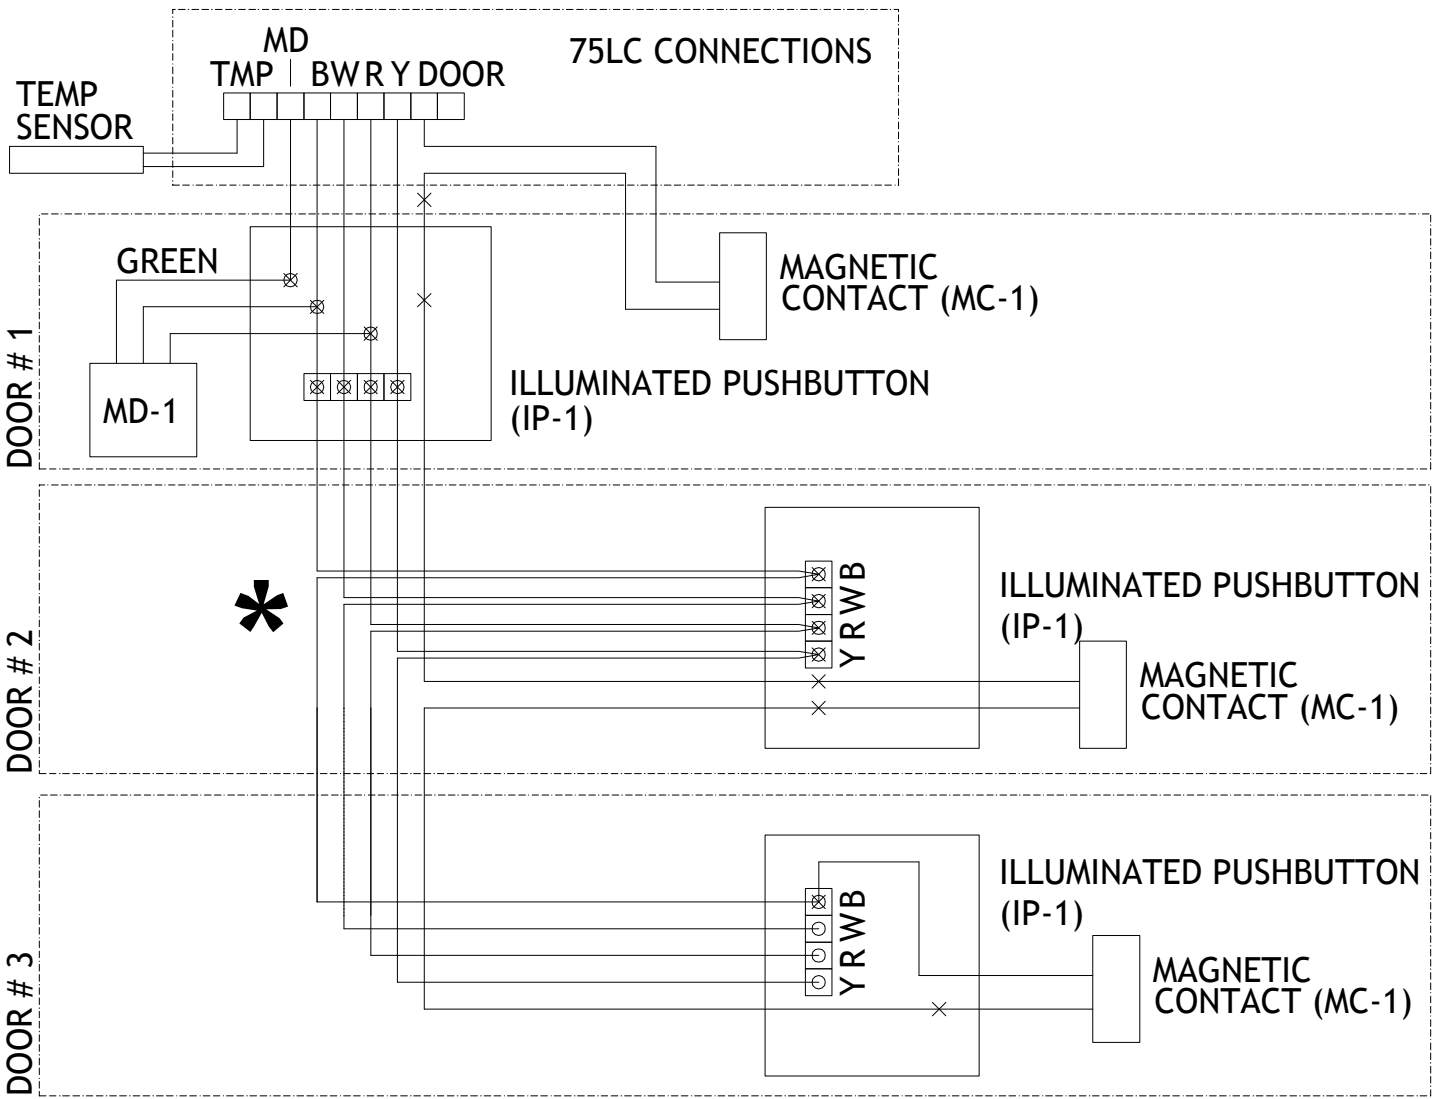 75LC CONNECTIONS
MD
TMP BW R Y DOOR
TEMP
SENSOR
DOOR # 1
GREEN
MD-1
MAGNETIC
CONTACT (MC-1)
ILLUMINATED PUSHBUTTON
(IP-1)
DOOR # 2
*
Y R W B
ILLUMINATED PUSHBUTTON
(IP-1)
MAGNETIC
CONTACT (MC-1)
DOOR # 3
Y R W B
ILLUMINATED PUSHBUTTON
(IP-1)
MAGNETIC
CONTACT (MC-1)